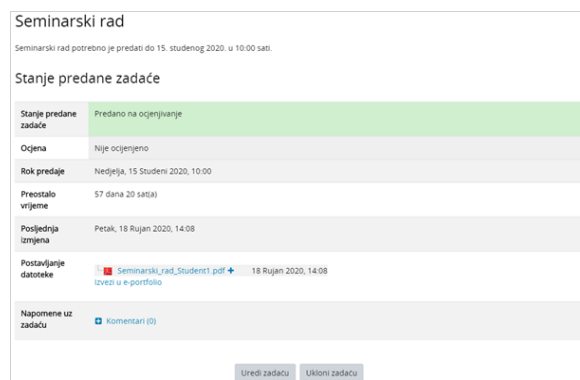 Seminarski rad
Seminarski rad potrebno je predati do 15. studenog 2020. u 10:00 sati.
Stanje predane zadaće
Stanje predane zadaće Predano na ocjenjivanje
Ocjena Nije ocijenjeno
Rok predaje Nedjelja, 15 Studeni 2020, 10:00
Preostalo vrijeme 57 dana 20 sat(a)
Posljednja izmjena Petak, 18 Rujan 2020, 14:08
Postavljanje datoteke Seminarski_rad_Student1.pdf 18 Rujan 2020, 14:08
Izvezi u e-portfolio
Napomene uz zadaću Komentari (0)
Uredi zadaću Ukloni zadaću